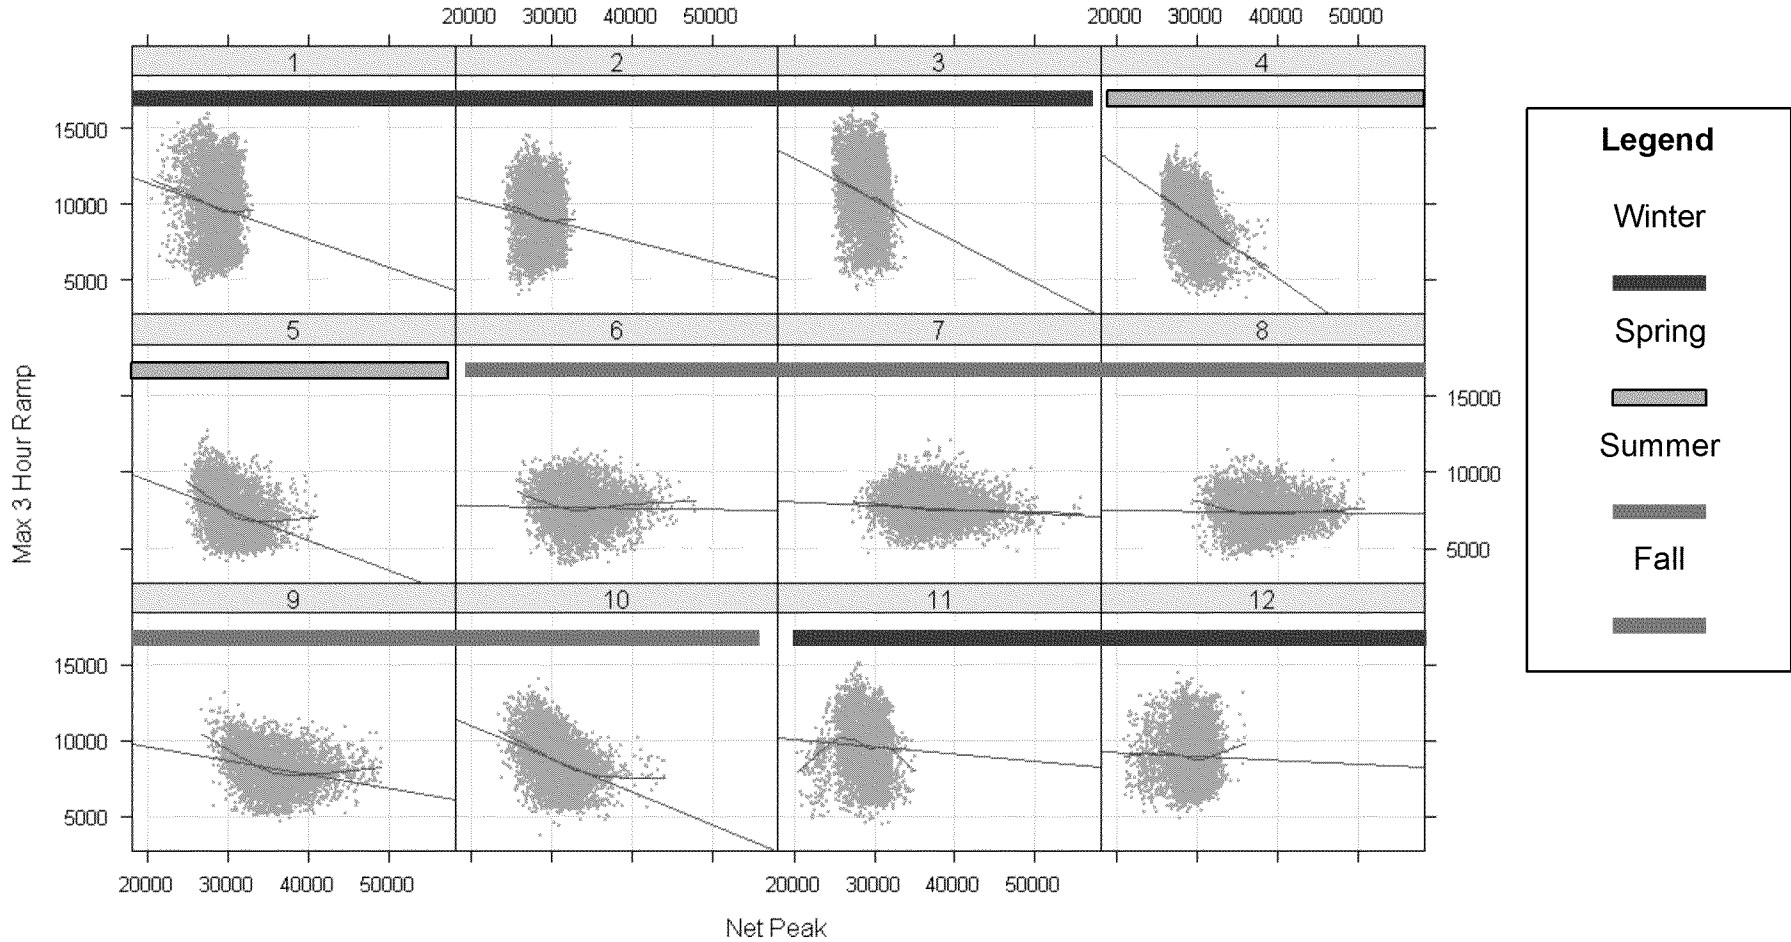 20000 30000 40000 50000 20000 30000 40000 50000
1 2 3 4
15000
10000
5000
5 6 7 8
15000
10000
5000
9 10 11 12
15000
10000
5000
20000 30000 40000 50000 20000 30000 40000 50000
Max 3 Hour Ramp
Net Peak
Legend
Winter
Spring
Summer
Fall